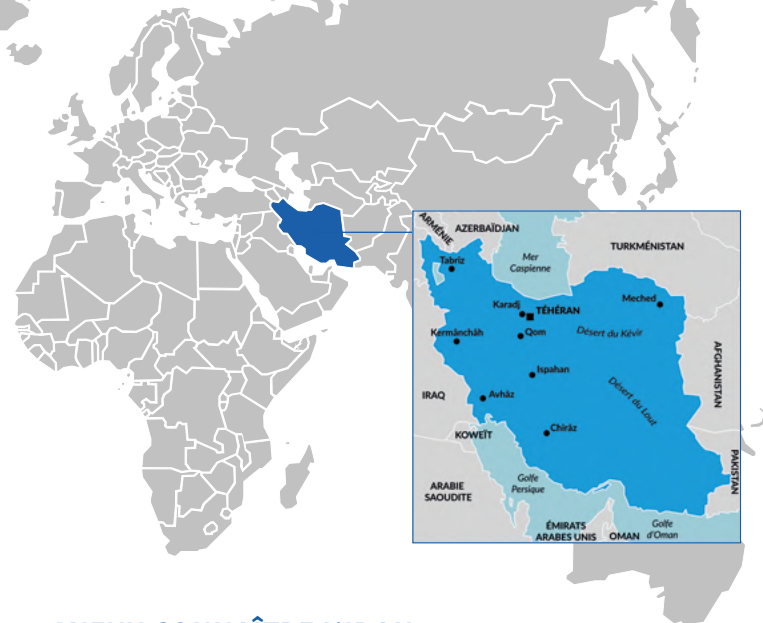 ARMÉNIE
AZERBAÏDJAN
TURKMÉNISTAN
Mer
Caspienne
Tabriz
Meched
Karadj
TÉHÉRAN
Kermânchâh
Qom
Désert du Kévir
AFGHANISTAN
Ispahan
Désert du Lout
IRAQ
Avhâz
Chirâz
KOWEÏT
PAKISTAN
Golfe
Persique
ARABIE
SAOUDITE
ÉMIRATS
ARABES UNIS
OMAN
Golfe
d'Oman